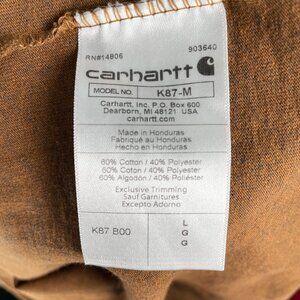 RN#14806 903640
carhartt
MODEL NO. K87-M
Carhartt, Inc. P.O. Box 600
Dearborn, MI 48121 USA
carhartt.com
Made in Honduras
Fabriqué au Honduras
Hecho en Honduras
60% Cotton / 40% Polyester
60% Coton / 40% Polyester
60% Algodón / 40% Poliéster
Exclusive Trimming
Sauf Garnitures
Excepto Adorno
K87 B00
L
G
G